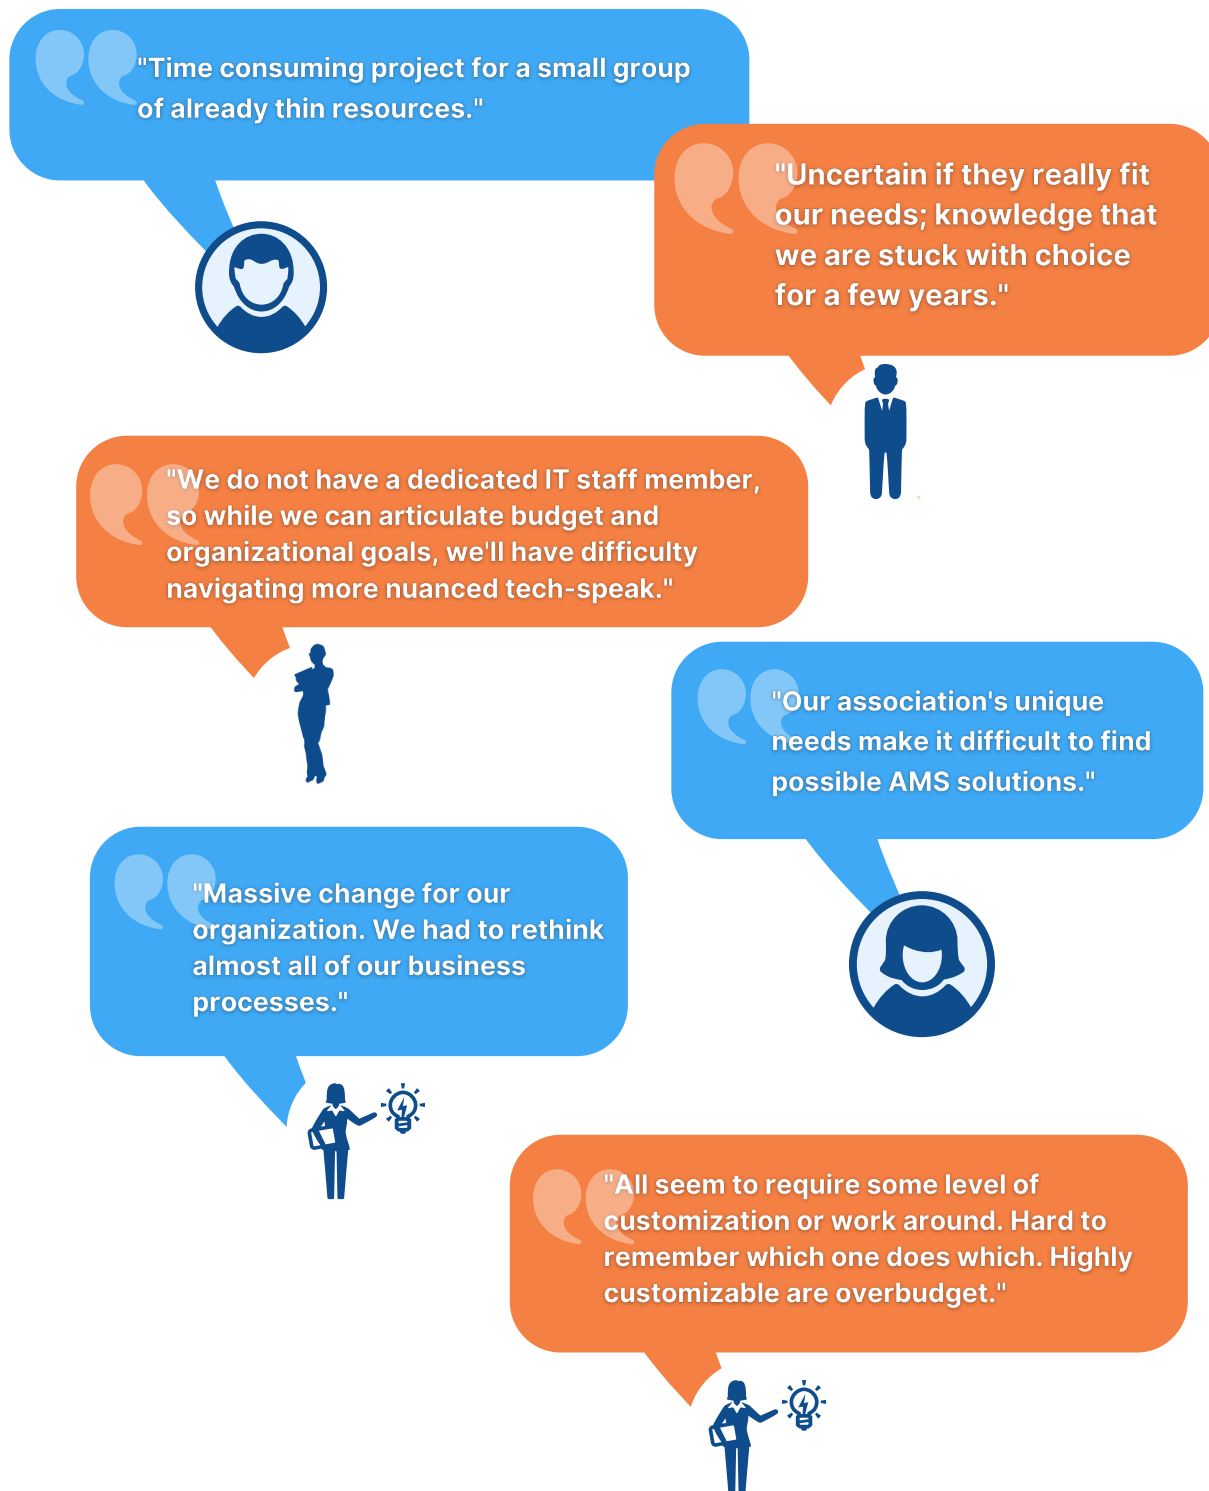 "Time consuming project for a small group
of already thin resources."
"Uncertain if they really fit
our needs; knowledge that
we are stuck with choice
for a few years."
"We do not have a dedicated IT staff member,
so while we can articulate budget and
organizational goals, we'll have difficulty
navigating more nuanced tech-speak."
"Our association's unique
needs make it difficult to find
possible AMS solutions."
"Massive change for our
organization. We had to rethink
almost all of our business
processes."
"All seem to require some level of
customization or work around. Hard to
remember which one does which. Highly
customizable are overbudget."